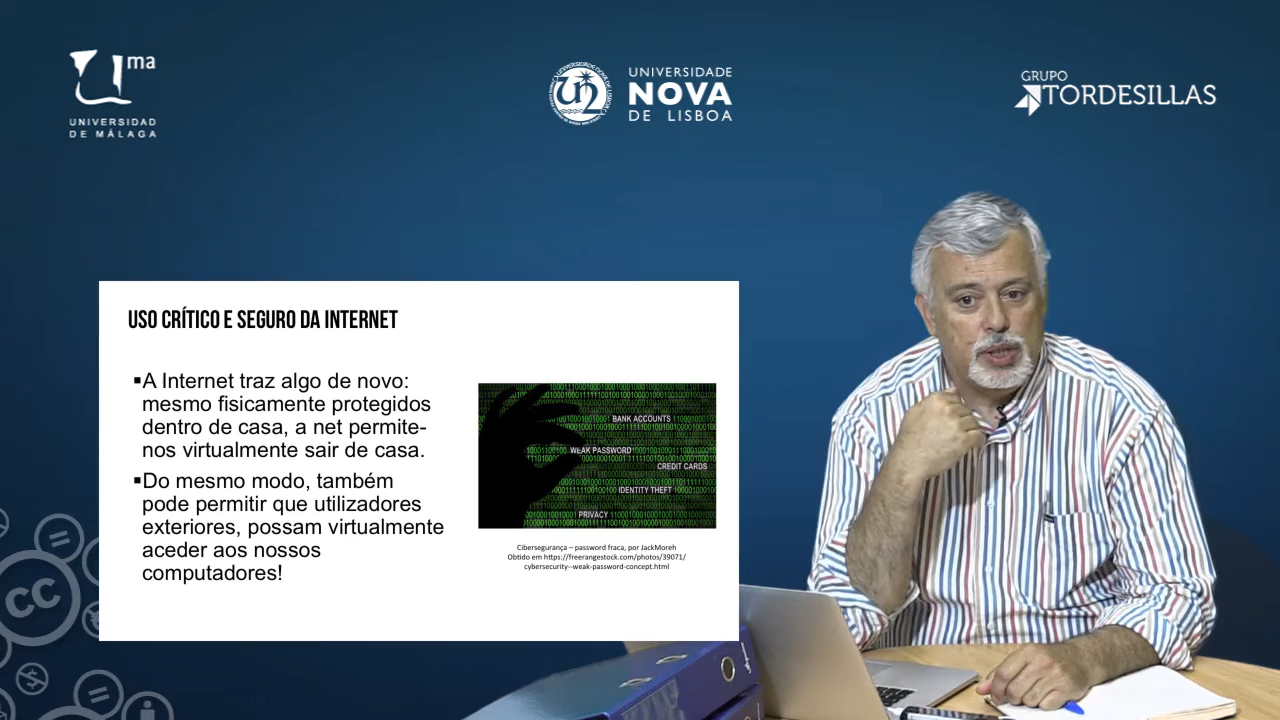 ma
UNIVERSIDAD
DE MÁLAGA
UNIVERSIDADE
NOVA
DE LISBOA
GRUPO
TORDESILLAS
USO CRÍTICO E SEGURO DA INTERNET
▪A Internet traz algo de novo:
mesmo fisicamente protegidos
dentro de casa, a net permite-
nos virtualmente sair de casa.
▪Do mesmo modo, também
pode permitir que utilizadores
exteriores, possam virtualmente
aceder aos nossos
computadores!
BANK ACCOUNTS
WEAK PASSWORD
CREDIT CARDS
IDENTITY THEFT
PRIVACY
Cibersegurança – password fraca, por JackMoreh
Obtido em https://freerangestock.com/photos/39071/
cybersecurity--weak-password-concept.html
CC